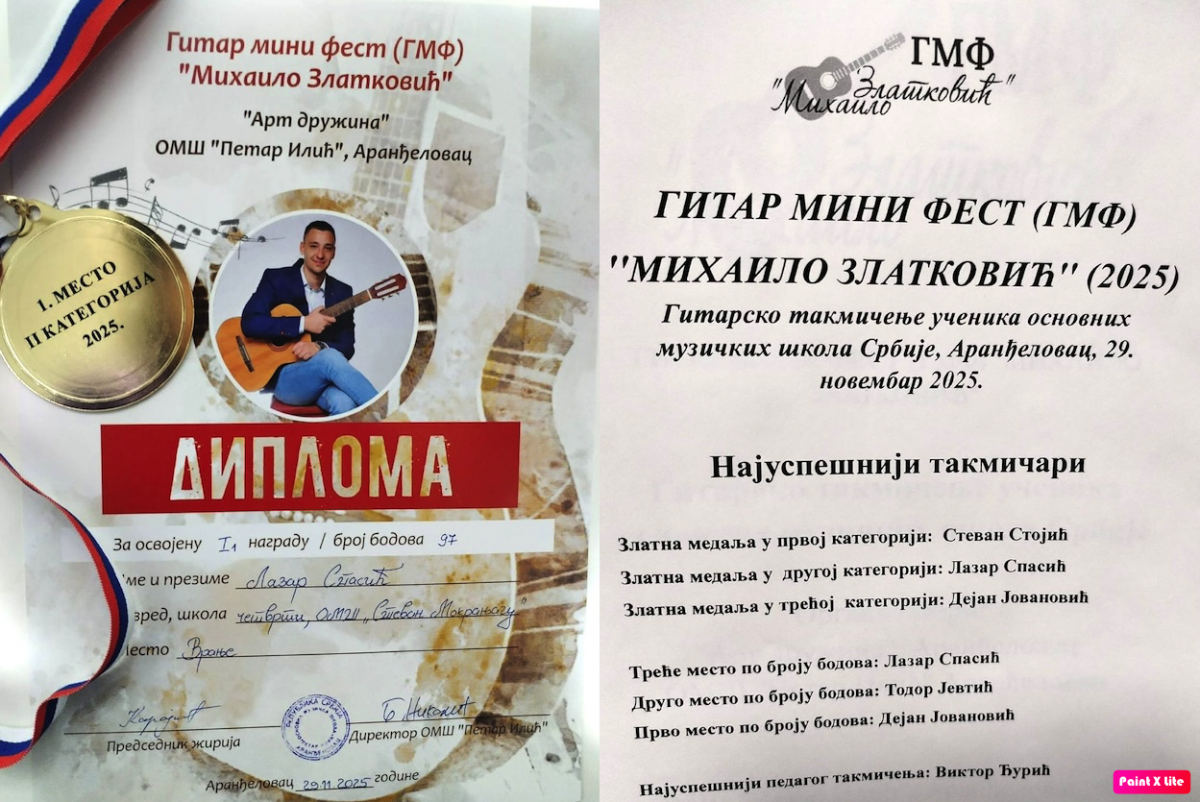 Гитар мини фест (ГМФ)
"Михаило Златковић"
"Арт дружина"
ОМШ "Петар Илић", Аранђеловац
1. МЕСТО
II КАТЕГОРИЈА
2025.
ДИПЛОМА
За освојену I1 награду / број бодова 97
Име и презиме Лазар Спасић
зред, школа четврти, ОМШ „Стеван Мокрањац"
есто Врање
Б Николић
Председник жирија
Директор ОМШ "Петар Илић"
РЕПУБЛИКА СРБИЈА
Аранђеловац 29.11.2025 године
ГМФ
"Михаило Златковић"
ГИТАР МИНИ ФЕСТ (ГМФ)
"МИХАИЛО ЗЛАТКОВИЋ" (2025)
Гитарско такмичење ученика основних
музичких школа Србије, Аранђеловац, 29.
новембар 2025.
Најуспешнији такмичари
Златна медаља у првој категорији: Стеван Стојић
Златна медаља у другој категорији: Лазар Спасић
Златна медаља у трећој категорији: Дејан Јовановић
Треће место по броју бодова: Лазар Спасић
Друго место по броју бодова: Тодор Јевтић
Прво место по броју бодова: Дејан Јовановић
Најуспешнији педагог такмичења: Виктор Ђурић
Paint X Lite